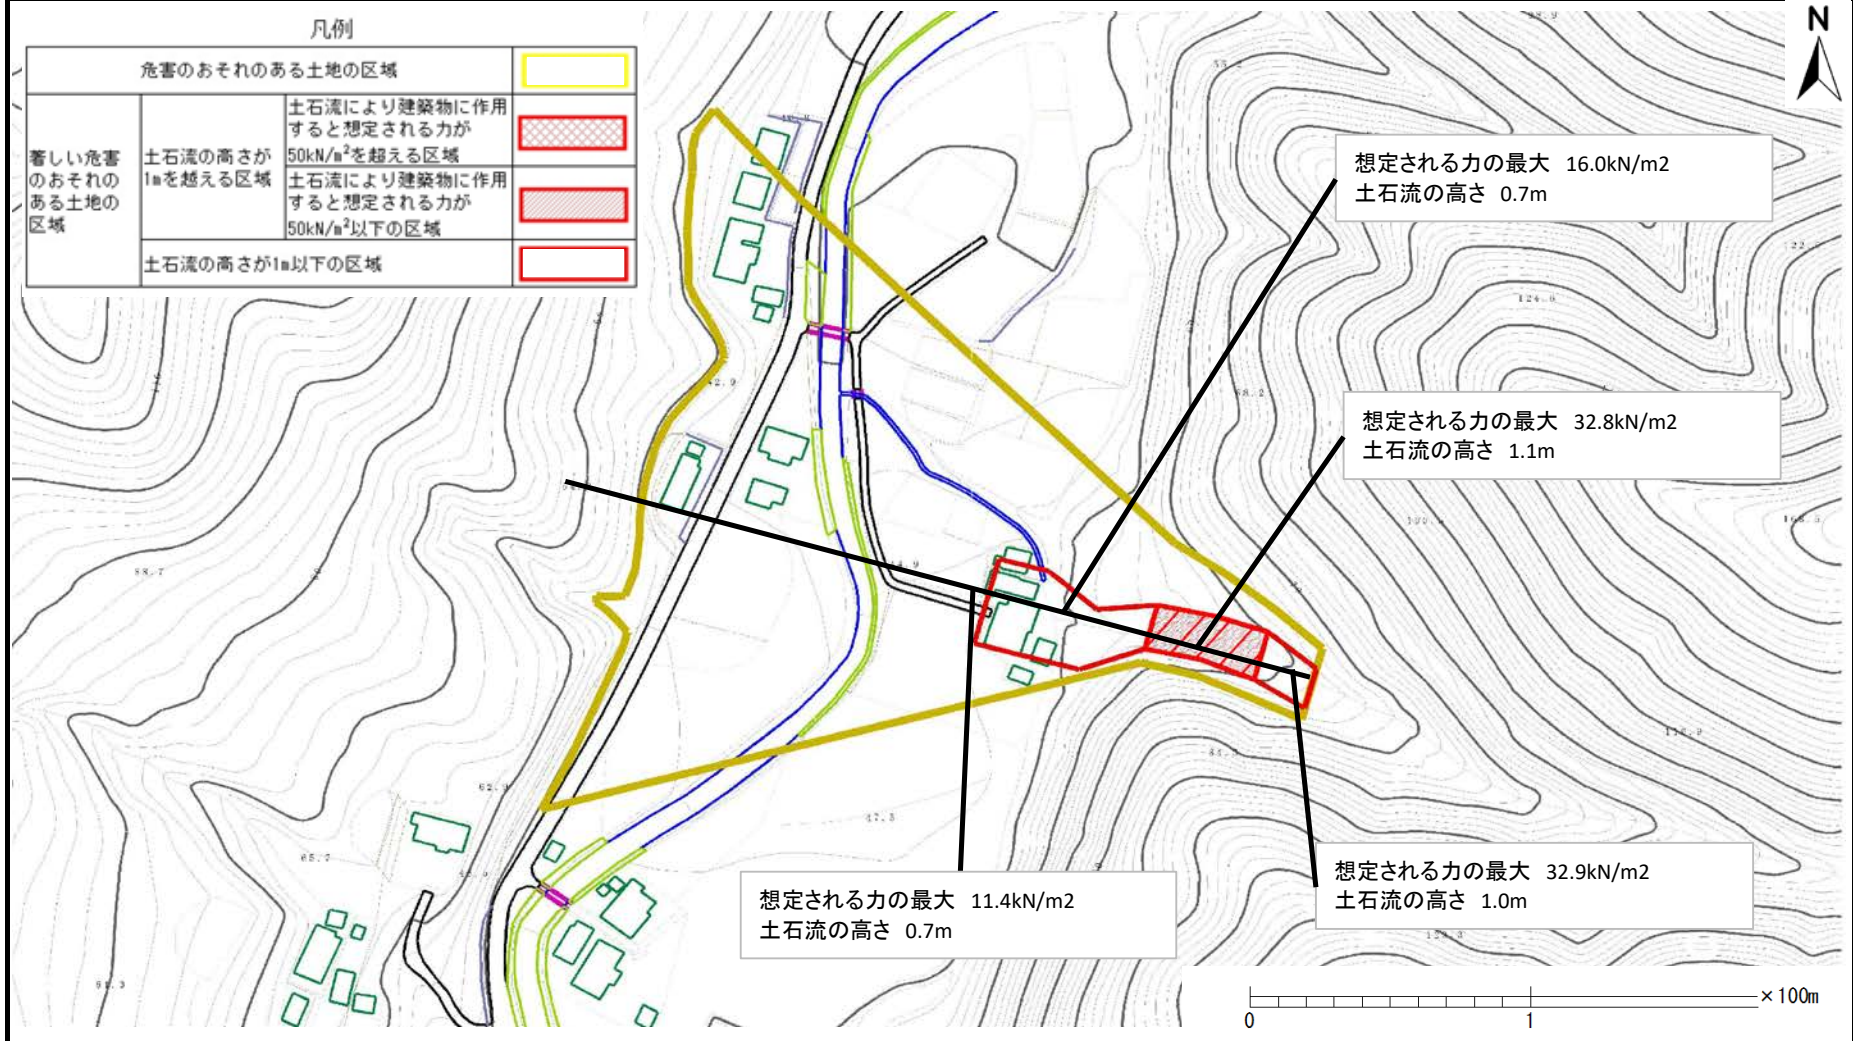 凡例
危害のおそれのある土地の区域
著しい危害
のおそれの
ある土地の
区域
土石流の高さが
1mを越える区域
土石流により建築物に作用
すると想定される力が
50kN/m²を超える区域
土石流により建築物に作用
すると想定される力が
50kN/m²以下の区域
土石流の高さが1m以下の区域
N
想定される力の最大 16.0kN/m2
土石流の高さ 0.7m
想定される力の最大 32.8kN/m2
土石流の高さ 1.1m
想定される力の最大 32.9kN/m2
土石流の高さ 1.0m
想定される力の最大 11.4kN/m2
土石流の高さ 0.7m
88.7
47.3
0
1
×100m